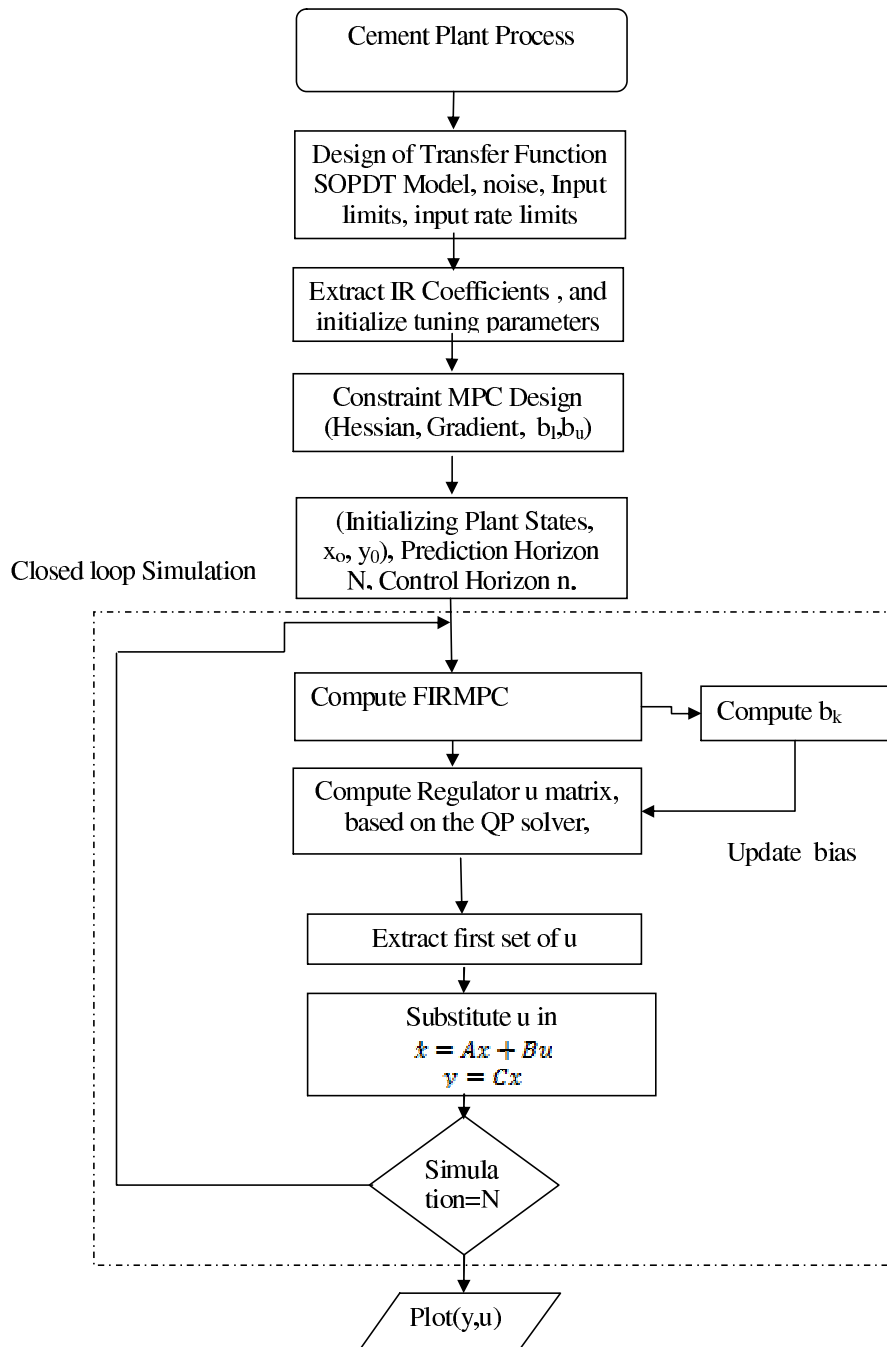 Cement Plant Process
Design of Transfer Function
SOPDT Model, noise, Input
limits, input rate limits
Extract IR Coefficients , and
initialize tuning parameters
Constraint MPC Design
(Hessian, Gradient, bₗ,bᵤ)
(Initializing Plant States,
xₒ, y₀), Prediction Horizon
N, Control Horizon n.
Closed loop Simulation
Compute FIRMPC
Compute bₖ
Compute Regulator u matrix,
based on the QP solver,
Update bias
Extract first set of u
Substitute u in
ẋ = Ax + Bu
y = Cx
Simula
tion=N
Plot(y,u)